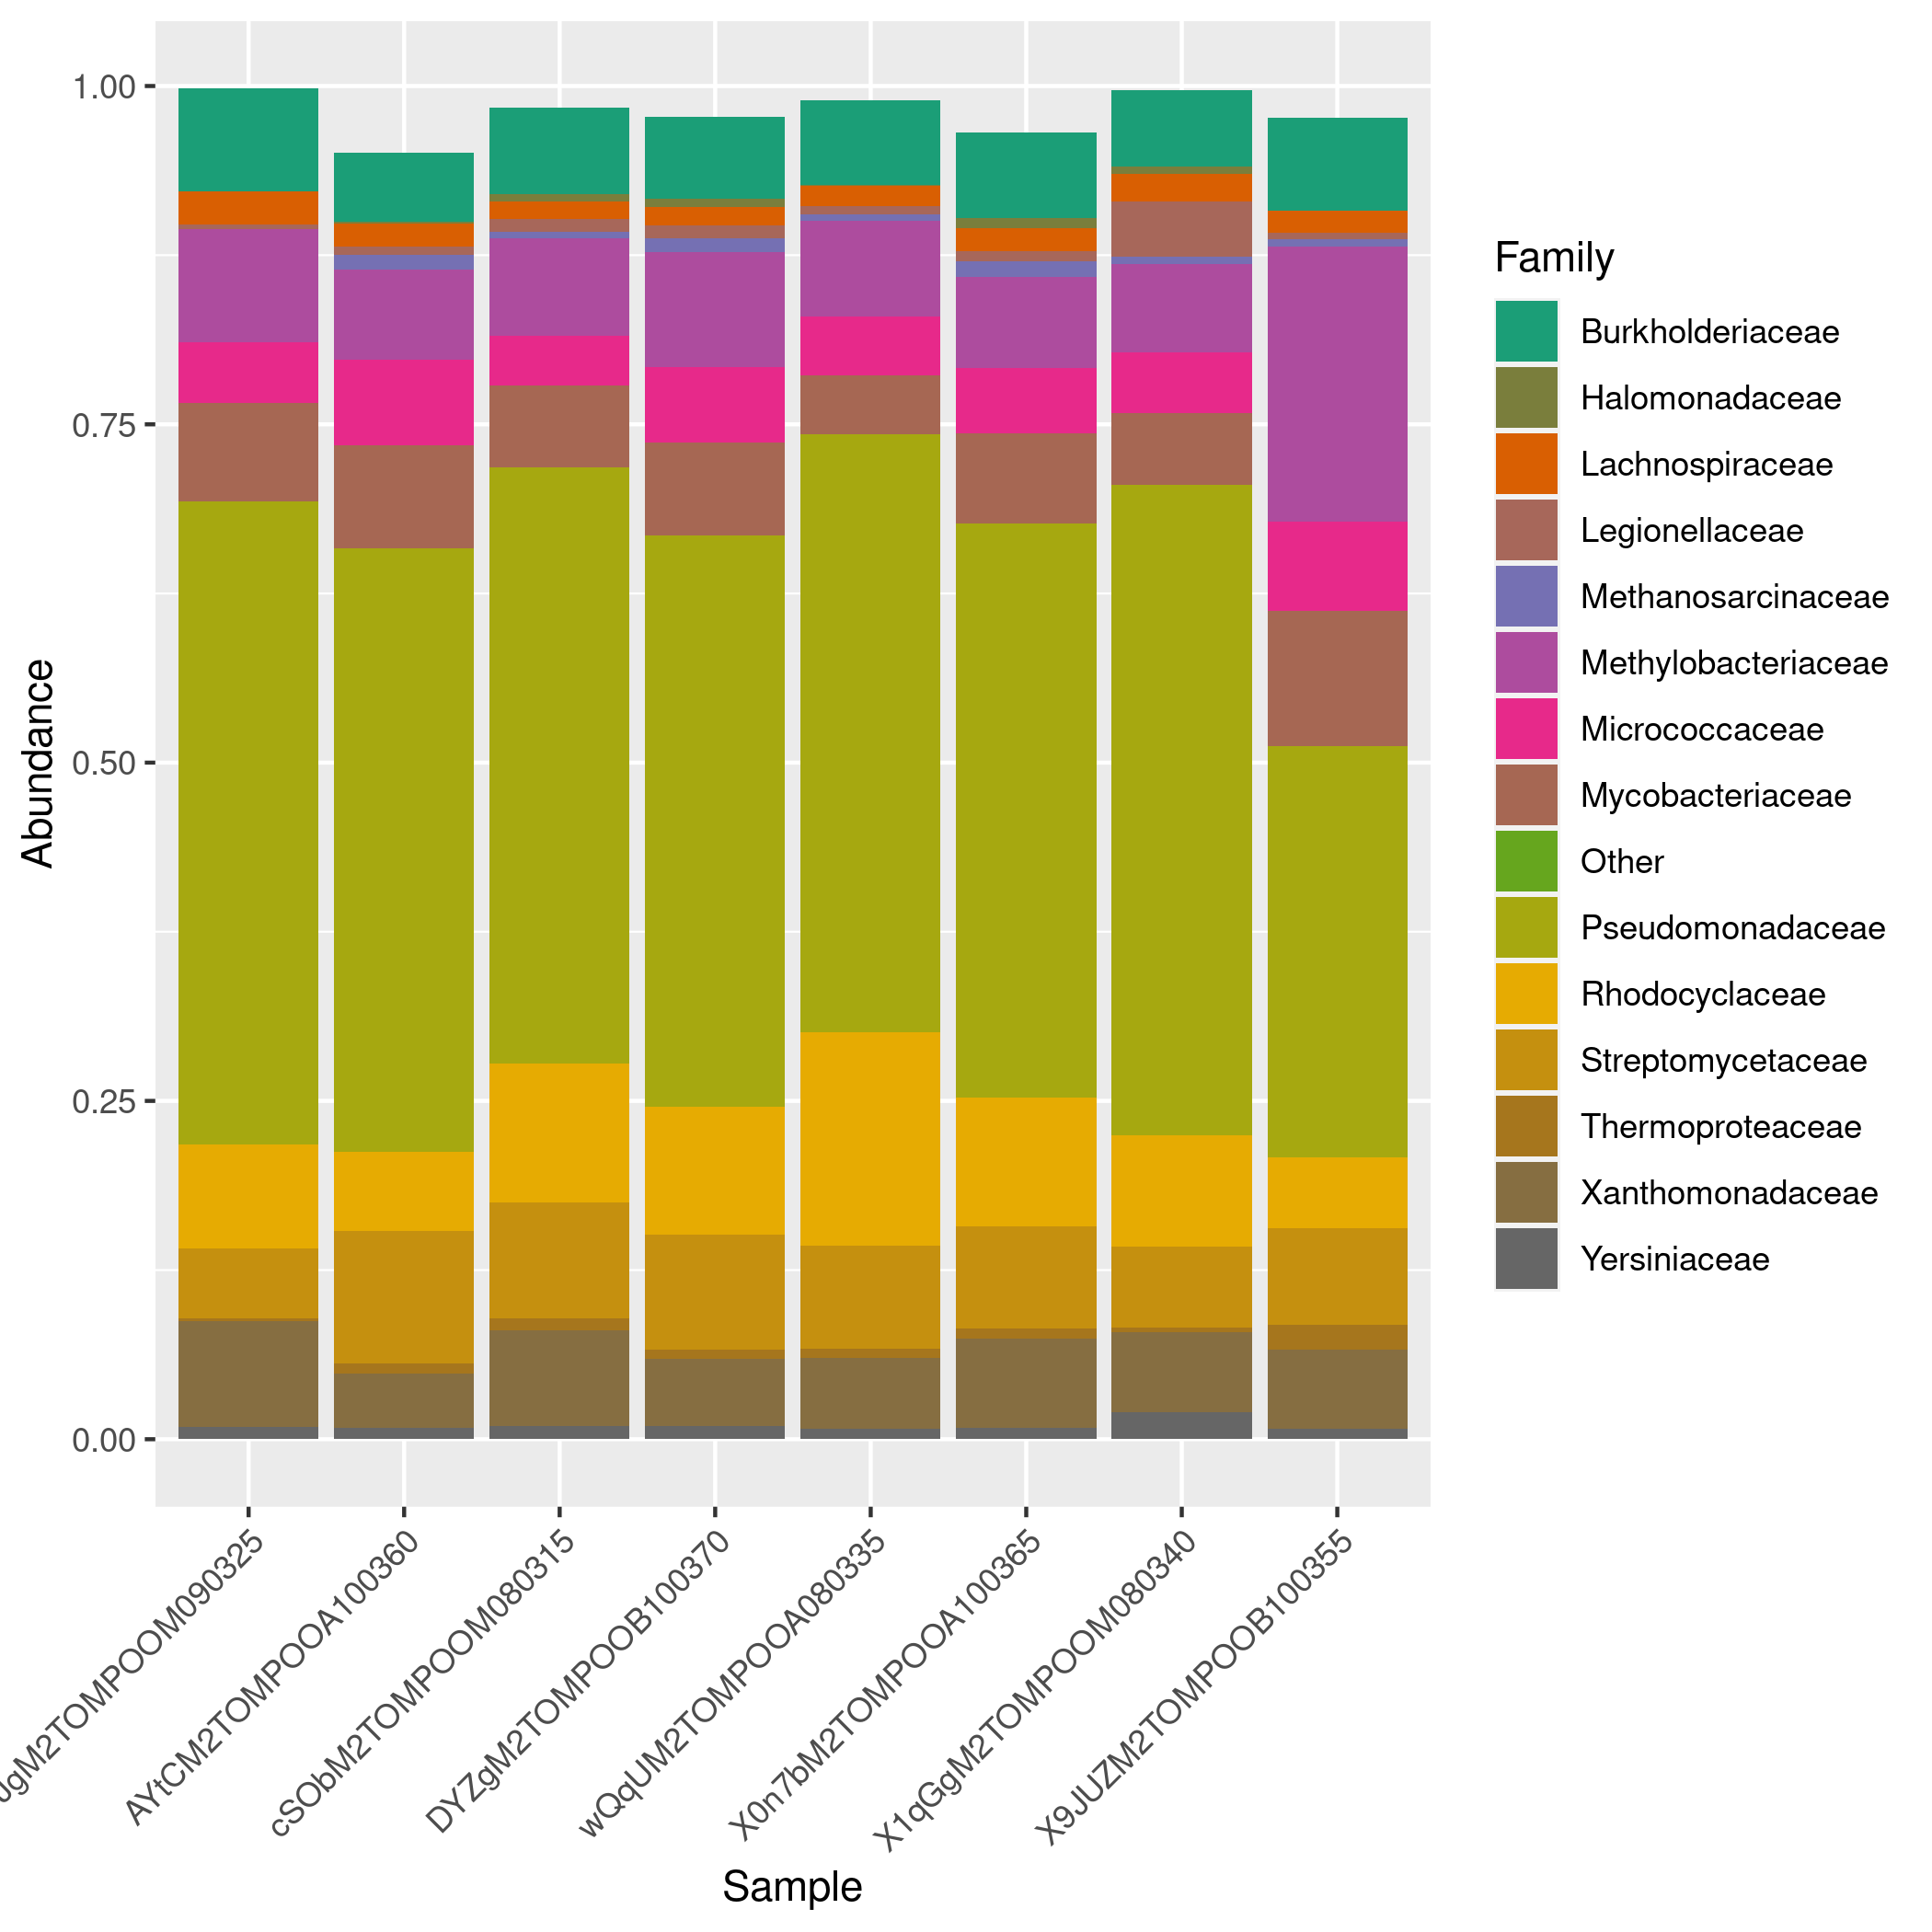 1.00
0.75
0.50
0.25
0.00
Abundance
AYtCM2TOMPOOA100360
cSObM2TOMPOOM080315
DYZgM2TOMPOOB100370
wQqUM2TOMPOOA080335
X0n7bM2TOMPOOA100365
X1qGgM2TOMPOOM080340
X9JUZM2TOMPOOB100355
Sample
Family
Burkholderiaceae
Halomonadaceae
Lachnospiraceae
Legionellaceae
Methanosarcinaceae
Methylobacteriaceae
Micrococcaceae
Mycobacteriaceae
Other
Pseudomonadaceae
Rhodocyclaceae
Streptomycetaceae
Thermoproteaceae
Xanthomonadaceae
Yersiniaceae